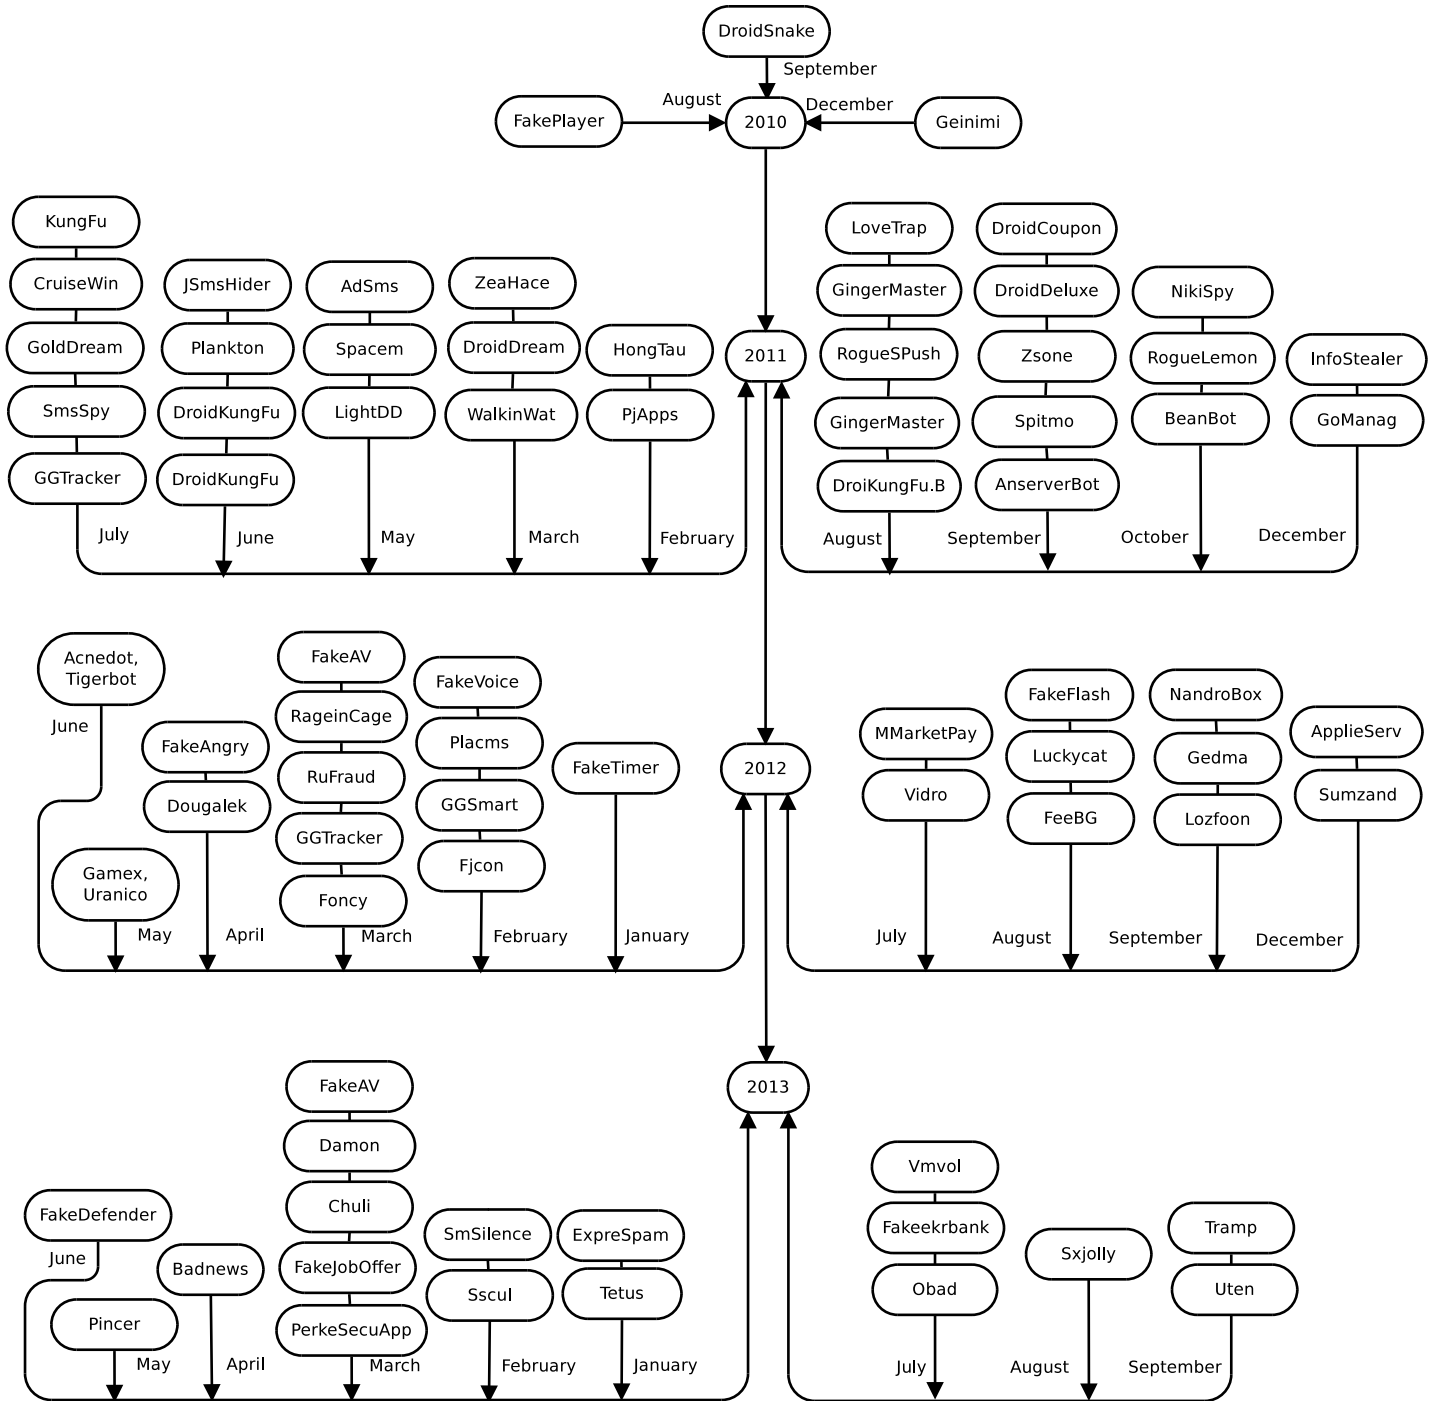 DroidSnake
September
August
December
FakePlayer
2010
Geinimi
KungFu
CruiseWin
GoldDream
SmsSpy
GGTracker
July
JSmsHider
Plankton
DroidKungFu
DroidKungFu
June
AdSms
Spacem
LightDD
May
ZeaHace
DroidDream
WalkinWat
March
HongTau
PjApps
February
2011
LoveTrap
GingerMaster
RogueSPush
GingerMaster
DroiKungFu.B
August
DroidCoupon
DroidDeluxe
Zsone
Spitmo
AnserverBot
September
NikiSpy
RogueLemon
BeanBot
October
InfoStealer
GoManag
December
Acnedot,
Tigerbot
June
Gamex,
Uranico
May
FakeAngry
Dougalek
April
FakeAV
RageinCage
RuFraud
GGTracker
Foncy
March
FakeVoice
Placms
GGSmart
Fjcon
February
FakeTimer
January
2012
MMarketPay
Vidro
July
FakeFlash
Luckycat
FeeBG
August
NandroBox
Gedma
Lozfoon
September
ApplieServ
Sumzand
December
FakeDefender
June
Pincer
May
Badnews
April
FakeAV
Damon
Chuli
FakeJobOffer
PerkeSecuApp
March
SmSilence
Sscul
February
ExpreSpam
Tetus
January
2013
Vmvol
Fakeekrbank
Obad
July
Sxjolly
August
Tramp
Uten
September